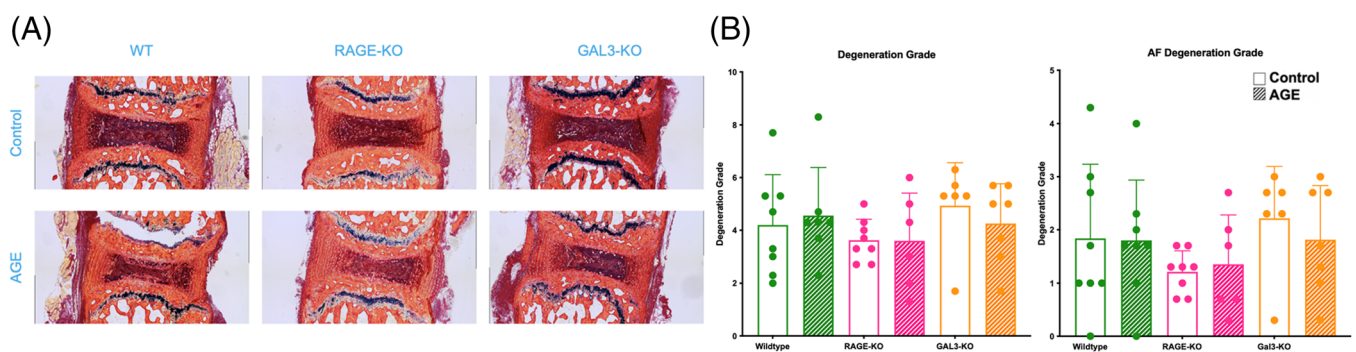 (A)
WT
RAGE-KO
GAL3-KO
Control
AGE
(B)
Degeneration Grade
Degeneration Grade
10
8
6
4
2
0
Wildtype
RAGE-KO
GAL3-KO
AF Degeneration Grade
Control
AGE
Degeneration Grade
5
4
3
2
1
0
Wildtype
RAGE-KO
Gal3-KO